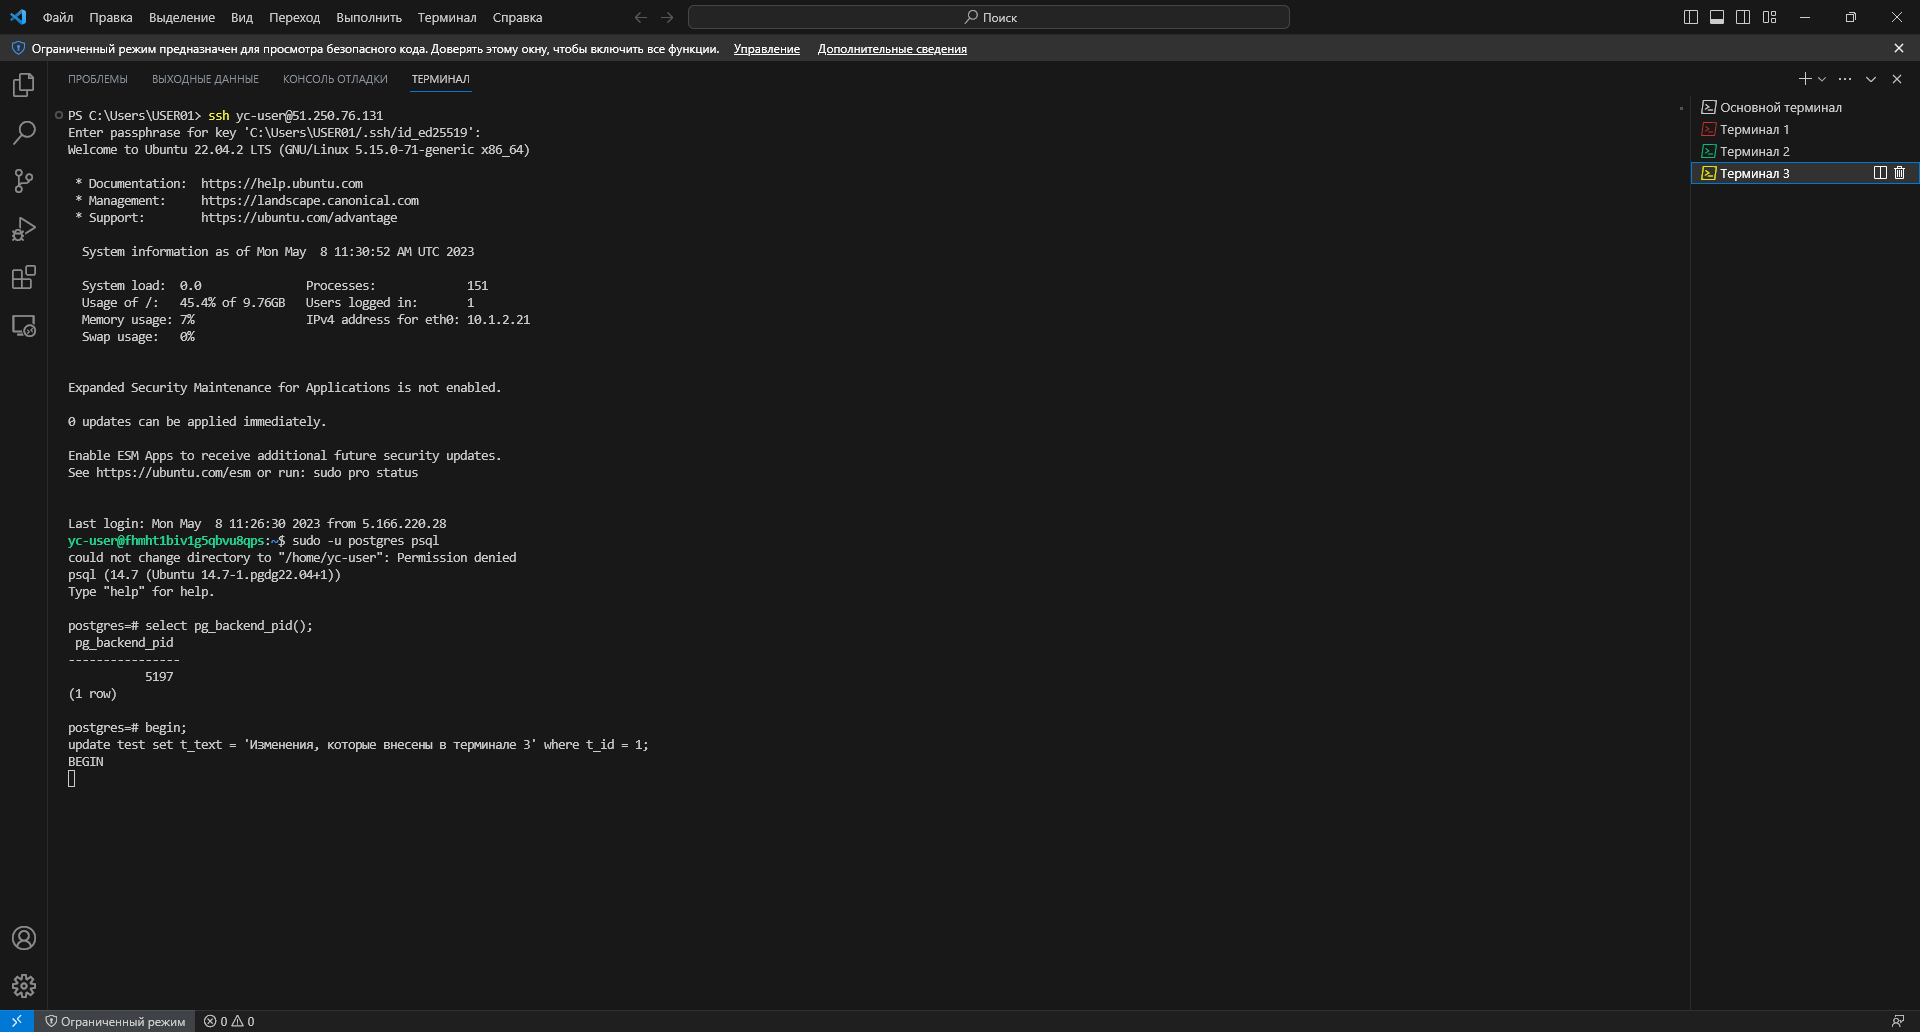 Файл Правка Выделение Вид Переход Выполнить Терминал Справка
Поиск
Ограниченный режим предназначен для просмотра безопасного кода. Доверять этому окну, чтобы включить все функции. Управление Дополнительные сведения
ПРОБЛЕМЫ ВЫХОДНЫЕ ДАННЫЕ КОНСОЛЬ ОТЛАДКИ ТЕРМИНАЛ
PS C:\Users\USER01> ssh yc-user@51.250.76.131
Enter passphrase for key 'C:\Users\USER01/.ssh/id_ed25519':
Welcome to Ubuntu 22.04.2 LTS (GNU/Linux 5.15.0-71-generic x86_64)
* Documentation: https://help.ubuntu.com
* Management: https://landscape.canonical.com
* Support: https://ubuntu.com/advantage
System information as of Mon May 8 11:30:52 AM UTC 2023
System load: 0.0 Processes: 151
Usage of /: 45.4% of 9.76GB Users logged in: 1
Memory usage: 7% IPv4 address for eth0: 10.1.2.21
Swap usage: 0%
Expanded Security Maintenance for Applications is not enabled.
0 updates can be applied immediately.
Enable ESM Apps to receive additional future security updates.
See https://ubuntu.com/esm or run: sudo pro status
Last login: Mon May 8 11:26:30 2023 from 5.166.220.28
yc-user@fhmht1biv1g5qbvu8qps:~$ sudo -u postgres psql
could not change directory to "/home/yc-user": Permission denied
psql (14.7 (Ubuntu 14.7-1.pgdg22.04+1))
Type "help" for help.
postgres=# select pg_backend_pid();
pg_backend_pid
----------------
5197
(1 row)
postgres=# begin;
update test set t_text = 'Изменения, которые внесены в терминале 3' where t_id = 1;
BEGIN
Основной терминал
Терминал 1
Терминал 2
Терминал 3
Ограниченный режим 0 0